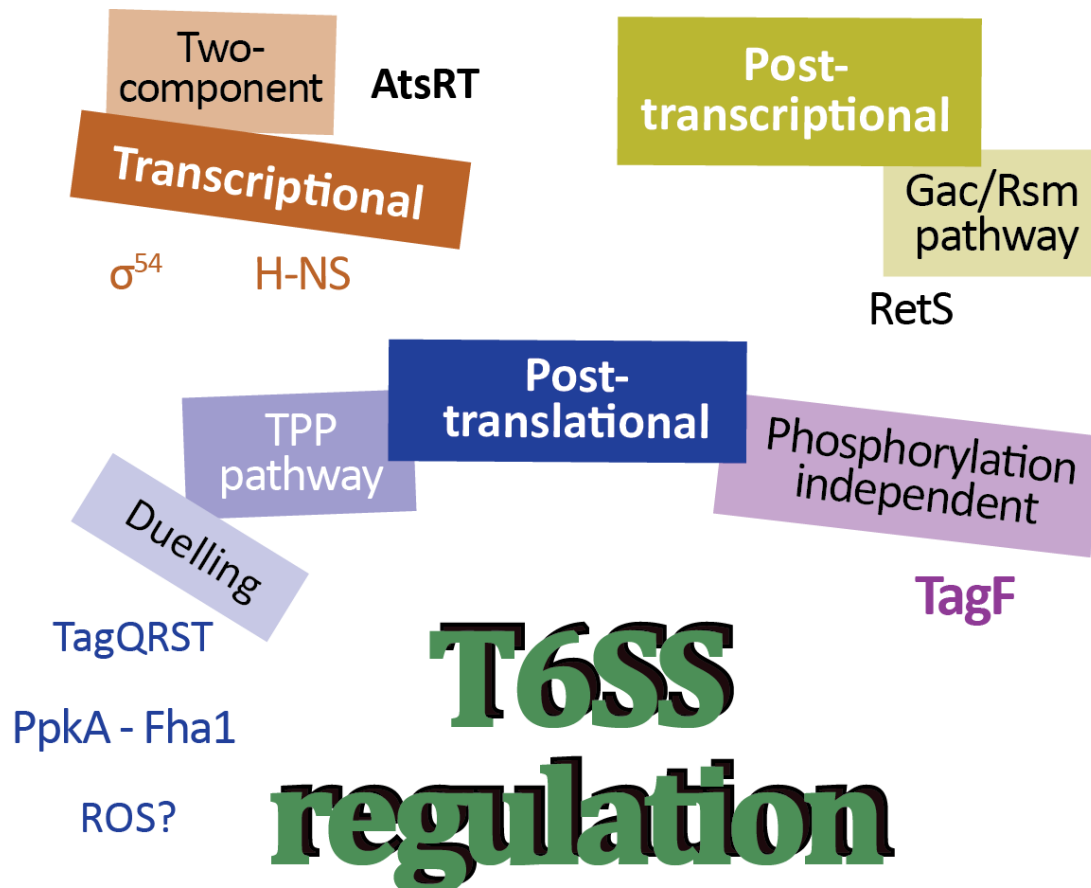 Two-
component
AtsRT
Transcriptional
σ⁵⁴
H-NS
Post-
transcriptional
Gac/Rsm
pathway
RetS
Post-
translational
TPP
pathway
Duelling
TagQRST
PpkA - Fha1
ROS?
Phosphorylation
independent
TagF
T6SS
regulation